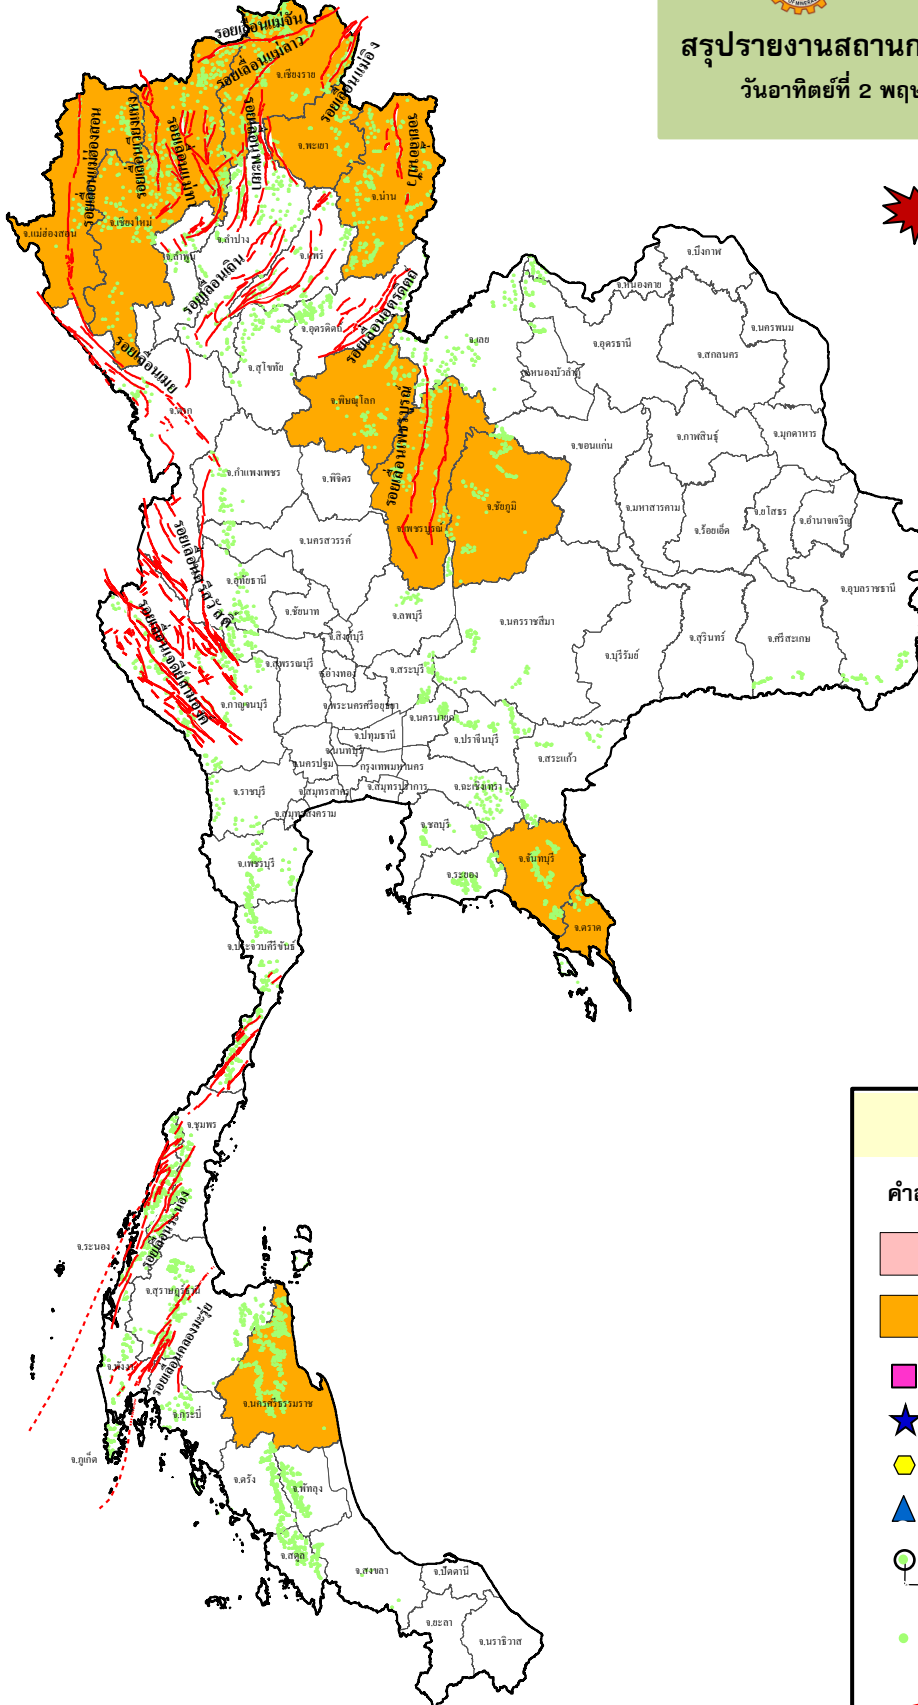 OF MINERAL
สรุปรายงานสถานก
วันอาทิตย์ที่ 2 พฤษ
รอยเลื่อนแม่จัน
รอยเลื่อนแม่ลาว
จ.เชียงราย
รอยเลื่อนแม่อิง
รอยเลื่อนแม่ฮ่องสอน
รอยเลื่อนแม่ทา
รอยเลื่อนพะเยา
จ.พะเยา
รอยเลื่อนปัว
จ.น่าน
จ.เชียงใหม่
จ.แม่ฮ่องสอน
จ.ลำปาง
จ.ลำพูน
จ.แพร่
รอยเลื่อนเถิน
จ.บึงกาฬ
จ.หนองคาย
จ.นครพนม
จ.อุตรดิตถ์
รอยเลื่อนอุตรดิตถ์
จ.เลย
จ.อุดรธานี
จ.สกลนคร
จ.สุโขทัย
รอยเลื่อนเมย
จ.หนองบัวลำภู
จ.ตาก
จ.พิษณุโลก
รอยเลื่อนเพชรบูรณ์
จ.ขอนแก่น
จ.กาฬสินธุ์
จ.มุกดาหาร
จ.กำแพงเพชร
จ.พิจิตร
จ.ชัยภูมิ
จ.มหาสารคาม
จ.ยโสธร
จ.อำนาจเจริญ
จ.ร้อยเอ็ด
จ.เพชรบูรณ์
จ.นครสวรรค์
รอยเลื่อนศรีสวัสดิ์
จ.อุทัยธานี
จ.อุบลราชธานี
จ.ชัยนาท
จ.ลพบุรี
จ.นครราชสีมา
รอยเลื่อนเจดีย์สามองค์
จ.สิงห์บุรี
จ.บุรีรัมย์
จ.สุรินทร์
จ.ศรีสะเกษ
จ.สุพรรณบุรี
จ.อ่างทอง
จ.สระบุรี
จ.กาญจนบุรี
จ.พระนครศรีอยุธยา
จ.นครนายก
จ.ปทุมธานี
จ.ปราจีนบุรี
จ.นนทบุรี
จ.สระแก้ว
จ.นครปฐม
กรุงเทพมหานคร
จ.ราชบุรี
จ.สมุทรสาคร
จ.สมุทรปราการ
จ.ฉะเชิงเทรา
จ.สมุทรสงคราม
จ.ชลบุรี
จ.เพชรบุรี
จ.ระยอง
จ.จันทบุรี
จ.ตราด
จ.ประจวบคีรีขันธ์
จ.ชุมพร
คำอ
รอยเลื่อนระนอง
จ.ระนอง
จ.สุราษฎร์ธานี
รอยเลื่อนคลองมะรุ่ย
จ.พังงา
จ.กระบี่
จ.นครศรีธรรมราช
จ.ภูเก็ต
จ.ตรัง
จ.พัทลุง
จ.สตูล
จ.สงขลา
จ.ปัตตานี
จ.ยะลา
จ.นราธิวาส